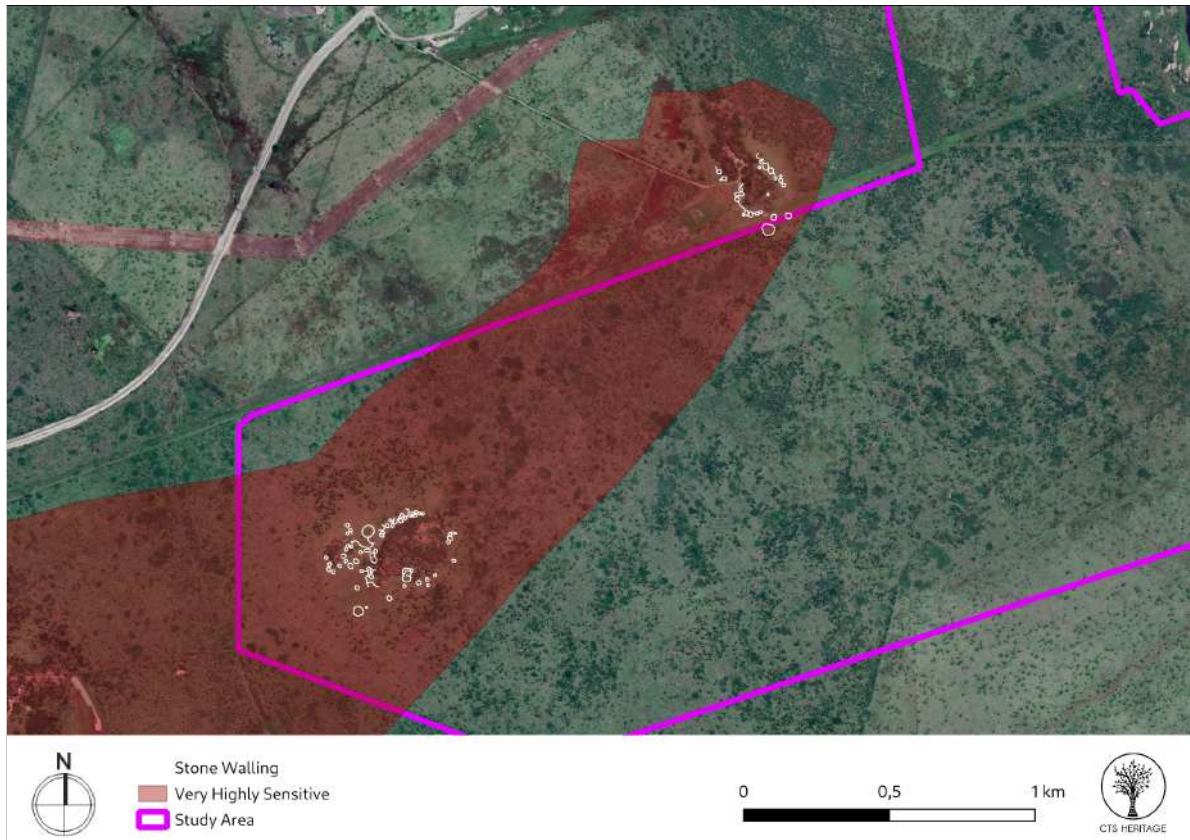 N
Stone Walling
Very Highly Sensitive
Study Area
0
0,5
1 km
CTS HERITAGE